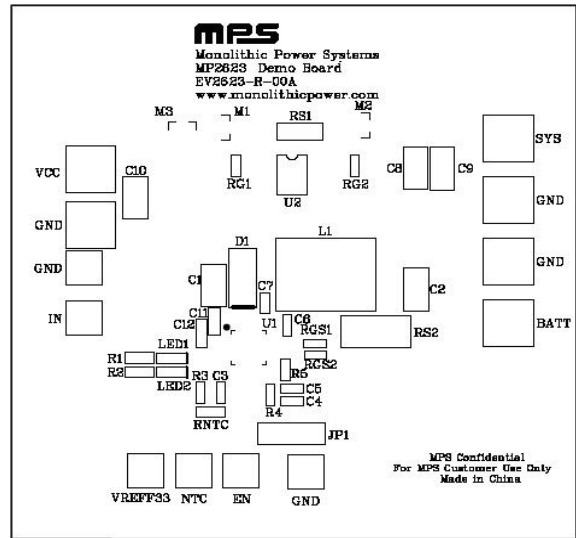 mps
Monolithic Power Systems
MP2623 Demo Board
EV2623-R-00A
www.monolithicpower.com
M3
M1
RS1
M2
VCC
C10
RG1
U2
RG2
C8
C9
SYS
GND
GND
D1
L1
GND
GND
C1
C7
C2
IN
C11
C12
U1
C6
RGS1
RS2
BATT
R1
LED1
RGS2
R2
LED2
R3
C3
R5
C5
C4
RNTC
R4
JP1
MPS Confidential
For MPS Customer Use Only
Made in China
VREFF33
NTC
EN
GND